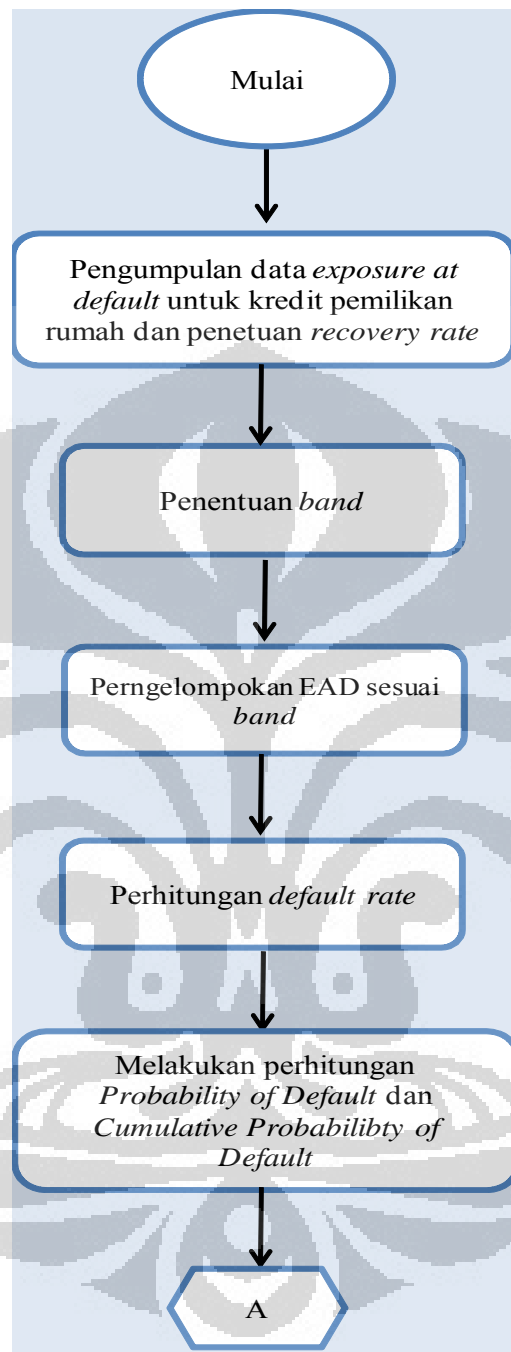 Mulai
Pengumpulan data exposure at
default untuk kredit pemilikan
rumah dan penetuan recovery rate
Penentuan band
Perngelompokan EAD sesuai
band
Perhitungan default rate
Melakukan perhitungan
Probability of Default dan
Cumulative Probabilibty of
Default
A